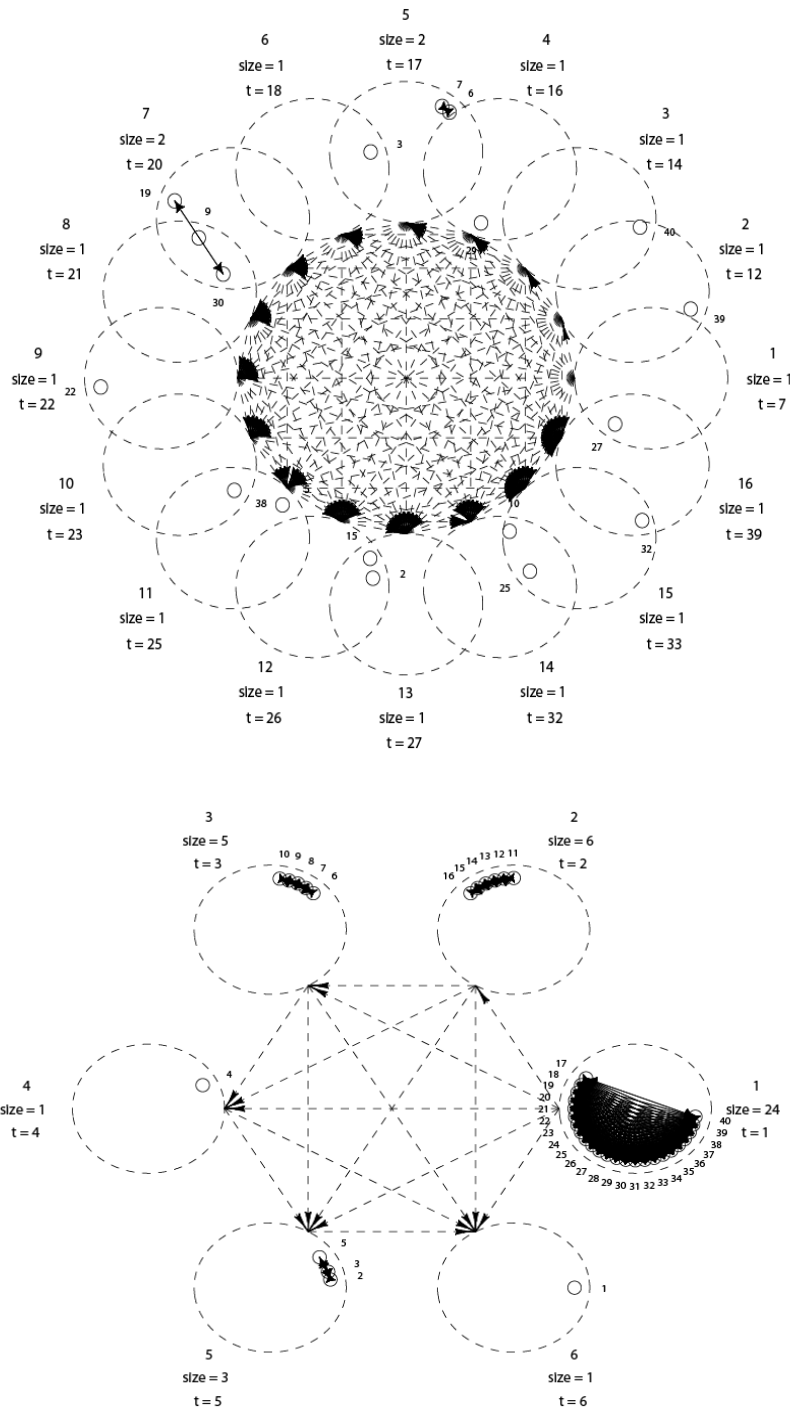 5
size = 2
t = 17
6
size = 1
t = 18
4
size = 1
t = 16
7
6
3
7
size = 2
t = 20
3
size = 1
t = 14
19
9
30
29
40
8
size = 1
t = 21
2
size = 1
t = 12
39
9
size = 1
t = 22
22
1
size = 1
t = 7
27
10
size = 1
t = 23
38
10
16
size = 1
t = 39
32
15
2
25
11
size = 1
t = 25
15
size = 1
t = 33
12
size = 1
t = 26
13
size = 1
t = 27
14
size = 1
t = 32
3
size = 5
t = 3
10 9 8 7 6
2
size = 6
t = 2
16 15 14 13 12 11
4
size = 1
t = 4
4
1
size = 24
t = 1
17
18
19
20
21
22
23
24
25
26
27
28
29
30
31
32
33
34
35
36
37
38
39
40
5
3
2
1
5
size = 3
t = 5
6
size = 1
t = 6